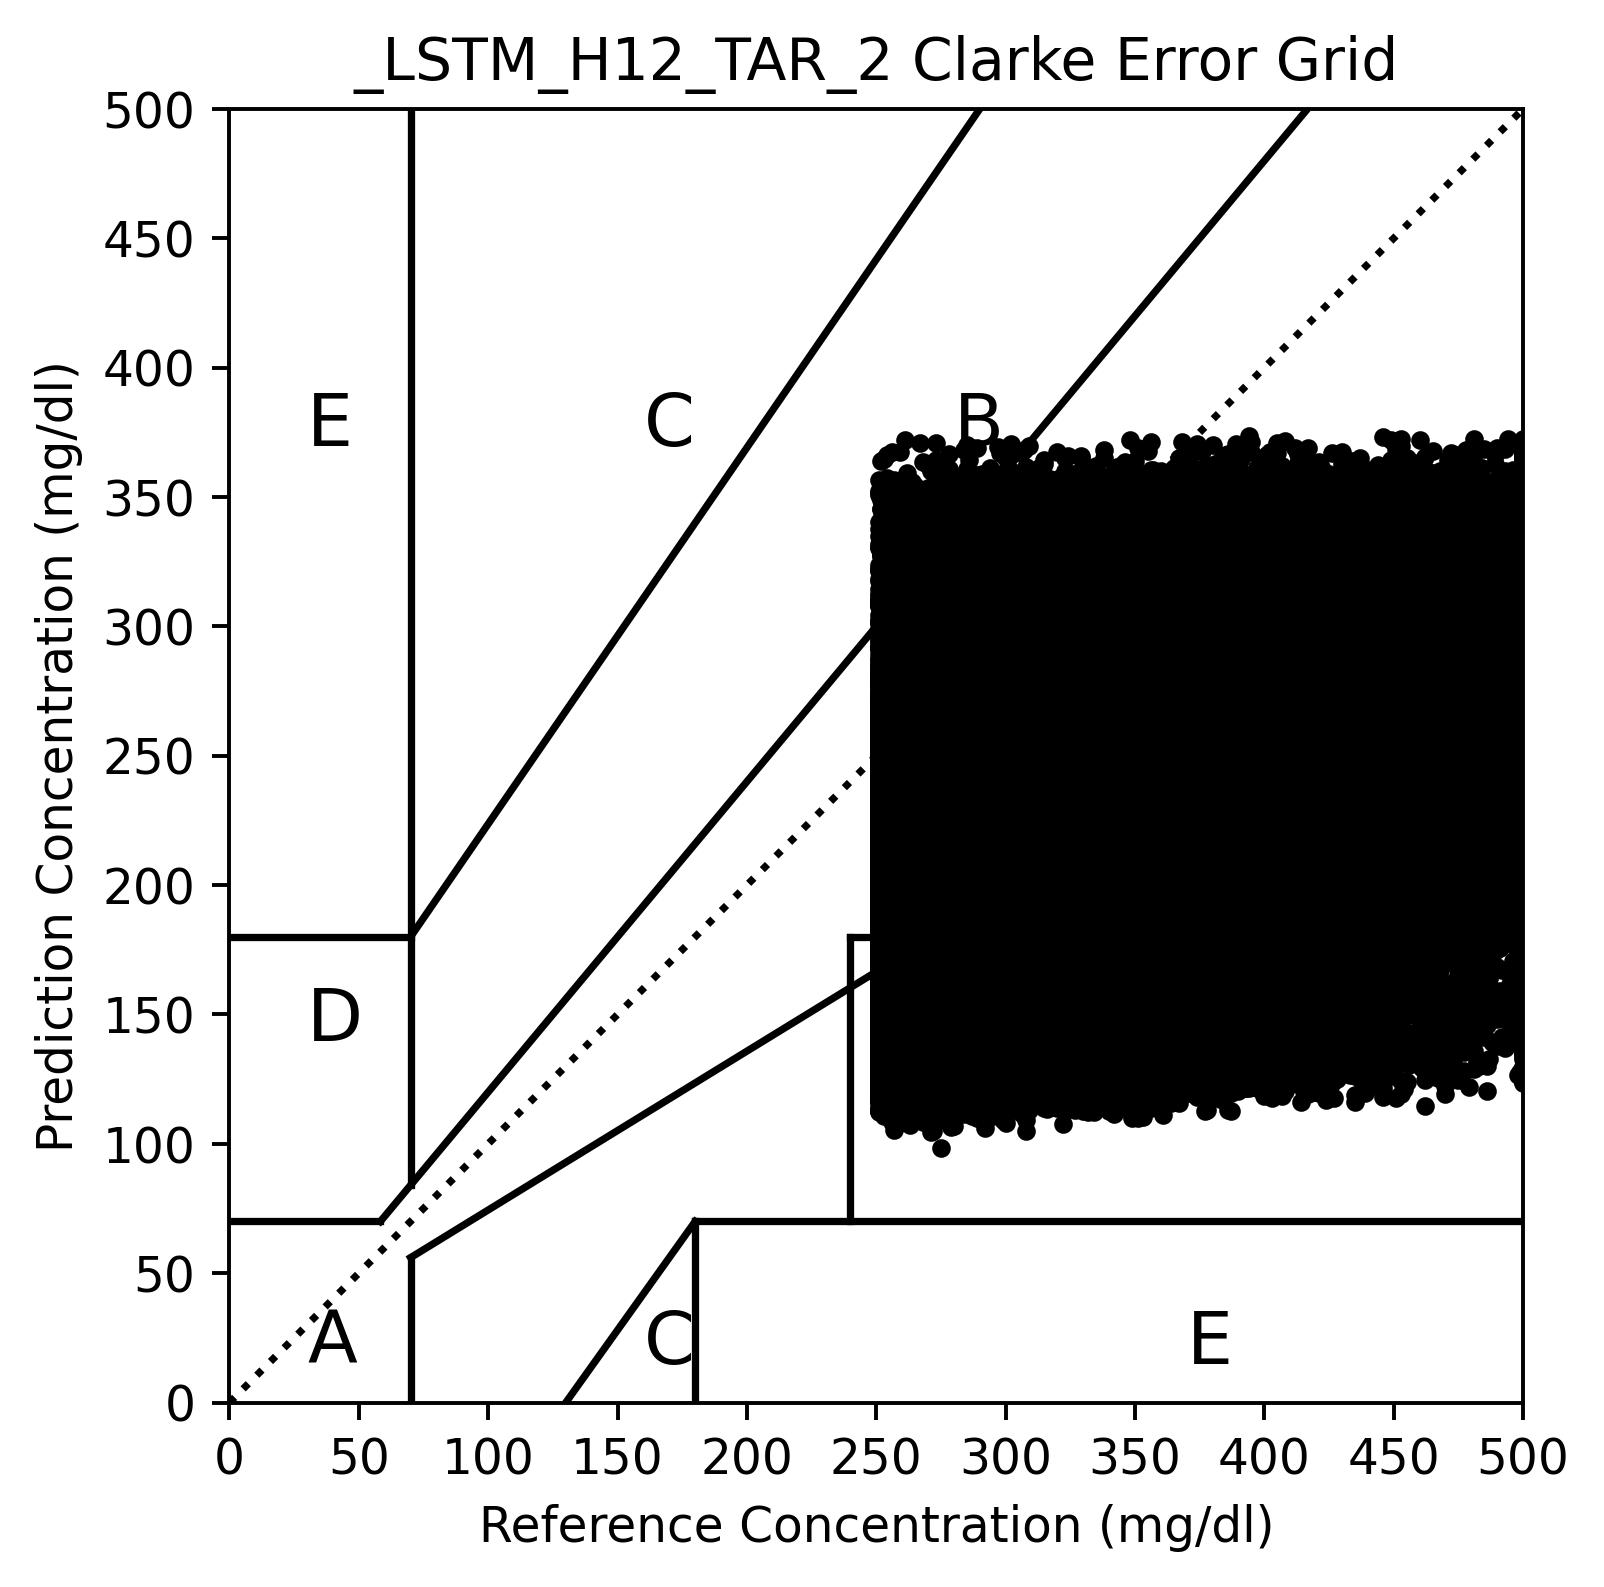 _LSTM_H12_TAR_2 Clarke Error Grid
500
450
400
350
300
250
200
150
100
50
0
Prediction Concentration (mg/dl)
E
C
B
D
A
C
E
0 50 100 150 200 250 300 350 400 450 500
Reference Concentration (mg/dl)